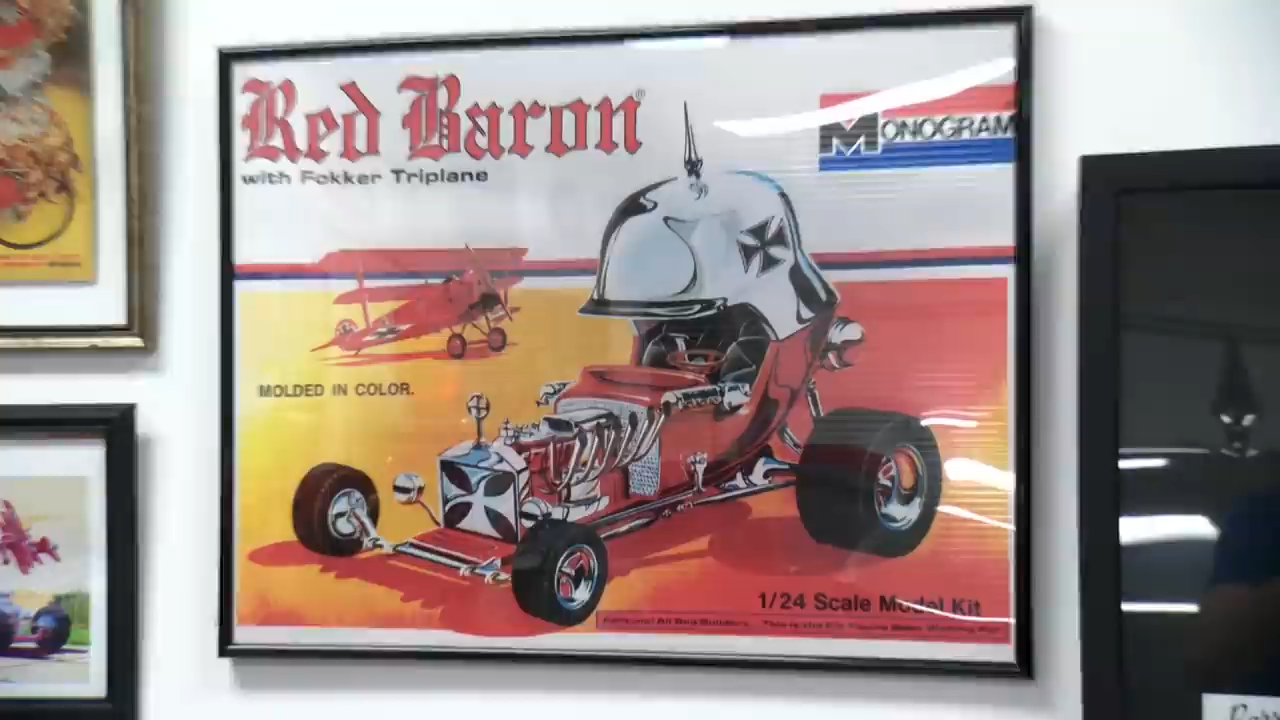 Red Baron®
with Fokker Triplane
MONOGRAM
MOLDED IN COLOR.
1/24 Scale Model Kit